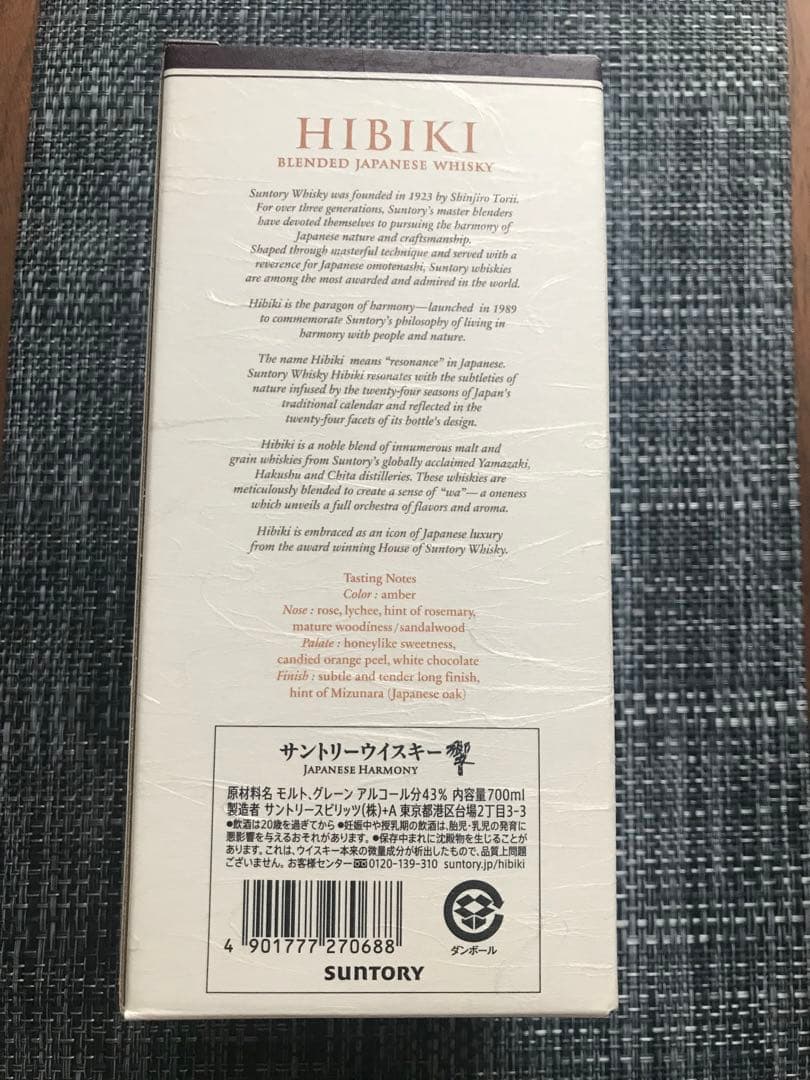 HIBIKI
BLENDED JAPANESE WHISKY
Suntory Whisky was founded in 1923 by Shinjiro Torii.
For over three generations, Suntory's master blenders
have devoted themselves to pursuing the harmony of
Japanese nature and craftsmanship.
Shaped through masterful technique and served with a
reverence for Japanese omotenashi, Suntory whiskies
are among the most awarded and admired in the world.
Hibiki is the paragon of harmony—launched in 1989
to commemorate Suntory's philosophy of living in
harmony with people and nature.
The name Hibiki means “resonance” in Japanese.
Suntory Whisky Hibiki resonates with the subtleties of
nature infused by the twenty-four seasons of Japan's
traditional calendar and reflected in the
twenty-four facets of its bottle's design.
Hibiki is a noble blend of innumerous malt and
grain whiskies from Suntory's globally acclaimed Yamazaki,
Hakushu and Chita distilleries. These whiskies are
meticulously blended to create a sense of “wa”— a oneness
which unveils a full orchestra of flavors and aroma.
Hibiki is embraced as an icon of Japanese luxury
from the award winning House of Suntory Whisky.
Tasting Notes
Color : amber
Nose : rose, lychee, hint of rosemary,
mature woodiness/sandalwood
Palate : honeylike sweetness,
candied orange peel, white chocolate
Finish : subtle and tender long finish,
hint of Mizunara (Japanese oak)
サントリーウイスキー 響
JAPANESE HARMONY
原材料名 モルト、グレーン アルコール分43% 内容量700ml
製造者 サントリースピリッツ(株)+A 東京都港区台場2丁目3-3
●飲酒は20歳を過ぎてから ●妊娠中や授乳期の飲酒は、胎児・乳児の発育に
悪影響を与えるおそれがあります。 ●保存中まれに沈殿物を生じることが
あります。これは、ウイスキー本来の微量成分が析出したもので、品質上問題
ございません。お客様センター 0120-139-310 suntory.jp/hibiki
4 901777 270688
ダンボール
SUNTORY